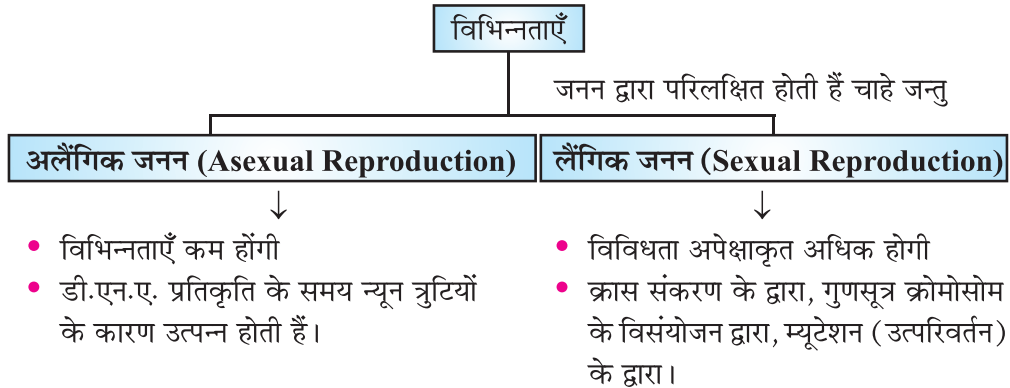 विभिन्नताएँ
जनन द्वारा परिलक्षित होती हैं चाहे जन्तु
अलैंगिक जनन (Asexual Reproduction)
• विभिन्नताएँ कम होंगी
• डी.एन.ए. प्रतिकृति के समय न्यून त्रुटियों
के कारण उत्पन्न होती हैं।
लैंगिक जनन (Sexual Reproduction)
• विविधता अपेक्षाकृत अधिक होगी
• क्रास संकरण के द्वारा, गुणसूत्र क्रोमोसोम
के विसंयोजन द्वारा, म्यूटेशन (उत्परिवर्तन)
के द्वारा।